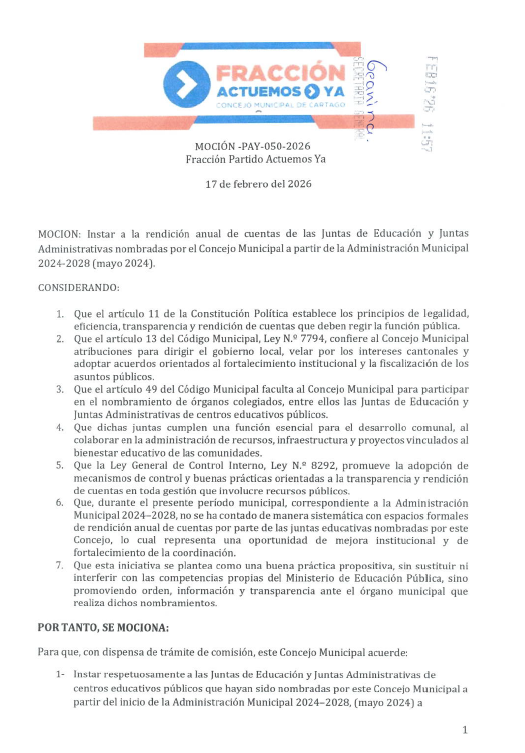 FRACCIÓN
ACTUEMOS YA
CONCEJO MUNICIPAL DE CARTAGO
FEB16'26 11:57
MOCIÓN -PAY-050-2026
Fracción Partido Actuemos Ya
17 de febrero del 2026
MOCION: Instar a la rendición anual de cuentas de las Juntas de Educación y Juntas
Administrativas nombradas por el Concejo Municipal a partir de la Administración Municipal
2024-2028 (mayo 2024).
CONSIDERANDO:
1. Que el artículo 11 de la Constitución Política establece los principios de legalidad,
eficiencia, transparencia y rendición de cuentas que deben regir la función pública.
2. Que el artículo 13 del Código Municipal, Ley N.º 7794, confiere al Concejo Municipal
atribuciones para dirigir el gobierno local, velar por los intereses cantonales y
adoptar acuerdos orientados al fortalecimiento institucional y la fiscalización de los
asuntos públicos.
3. Que el artículo 49 del Código Municipal faculta al Concejo Municipal para participar
en el nombramiento de órganos colegiados, entre ellos las Juntas de Educación y
Juntas Administrativas de centros educativos públicos.
4. Que dichas juntas cumplen una función esencial para el desarrollo comunal, al
colaborar en la administración de recursos, infraestructura y proyectos vinculados al
bienestar educativo de las comunidades.
5. Que la Ley General de Control Interno, Ley N.º 8292, promueve la adopción de
mecanismos de control y buenas prácticas orientadas a la transparencia y rendición
de cuentas en toda gestión que involucre recursos públicos.
6. Que, durante el presente período municipal, correspondiente a la Administración
Municipal 2024–2028, no se ha contado de manera sistemática con espacios formales
de rendición anual de cuentas por parte de las juntas educativas nombradas por este
Concejo, lo cual representa una oportunidad de mejora institucional y de
fortalecimiento de la coordinación.
7. Que esta iniciativa se plantea como una buena práctica propositiva, sin sustituir ni
interferir con las competencias propias del Ministerio de Educación Pública, sino
promoviendo orden, información y transparencia ante el órgano municipal que
realiza dichos nombramientos.
POR TANTO, SE MOCIONA:
Para que, con dispensa de trámite de comisión, este Concejo Municipal acuerde:
1- Instar respetuosamente a las Juntas de Educación y Juntas Administrativas de
centros educativos públicos que hayan sido nombradas por este Concejo Municipal a
partir del inicio de la Administración Municipal 2024–2028, (mayo 2024) a
1